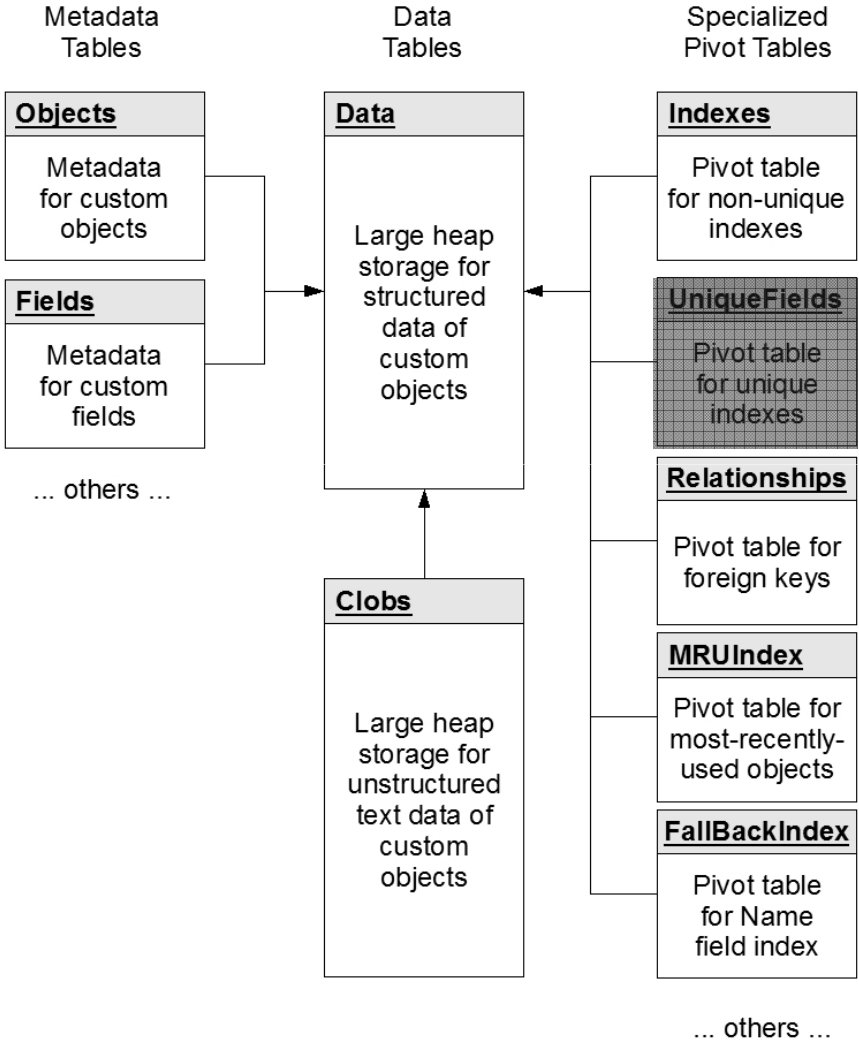 Metadata
Tables
Data
Tables
Specialized
Pivot Tables
Objects
Metadada
for custom
objects
Fields
Metadada
for custom
fields
... others ...
Data
Large heap
storage for
structured
data of
custom
objects
Clobs
Large heap
storage for
unstructured
text data of
custom
objects
Indexes
Pivot table
for non-unique
indexes
UniqueFields
Pivot table
for unique
indexes
Relationships
Pivot table for
foreign keys
MRUIndex
Pivot table for
most-recently-
used objects
FallBackIndex
Pivot table
for Name
field index
... others ...